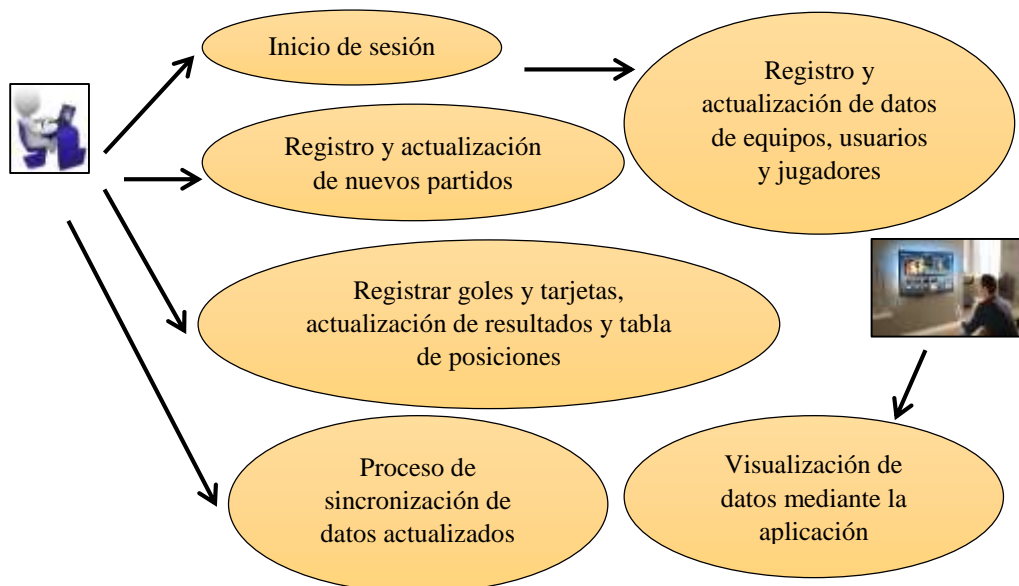 Inicio de sesión
Registro y
actualización de datos
de equipos, usuarios
y jugadores
Registro y actualización
de nuevos partidos
Registrar goles y tarjetas,
actualización de resultados y tabla
de posiciones
Proceso de
sincronización de
datos actualizados
Visualización de
datos mediante la
aplicación